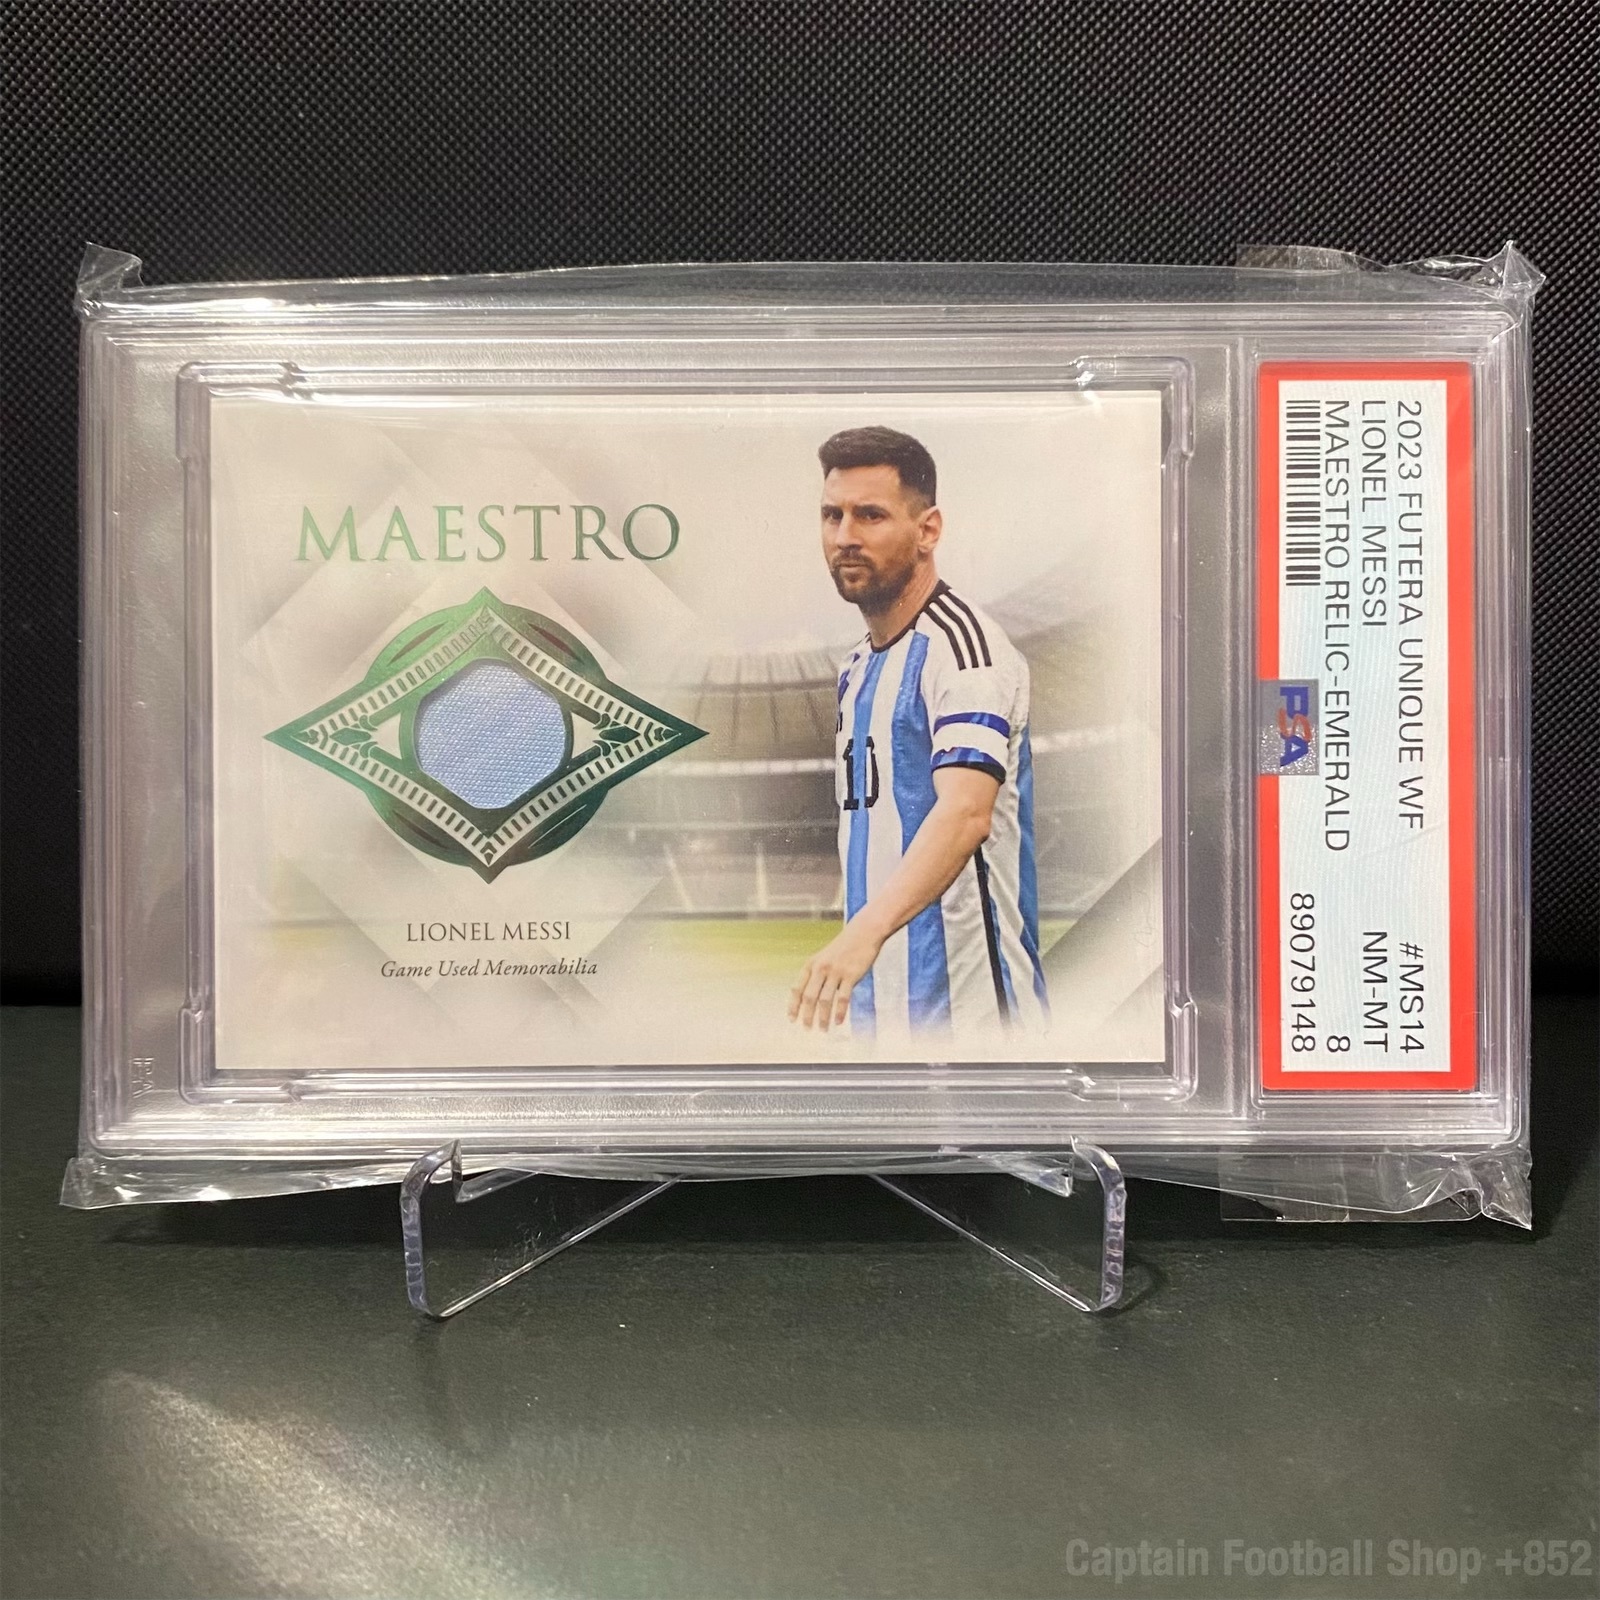 MAESTRO
LIONEL MESSI
Game Used Memorabilia
10
2023 FUTERA UNIQUE WF #MS14
LIONEL MESSI NM-MT
MAESTRO RELIC-EMERALD 8
89079148
PSA
Captain Football Shop +852